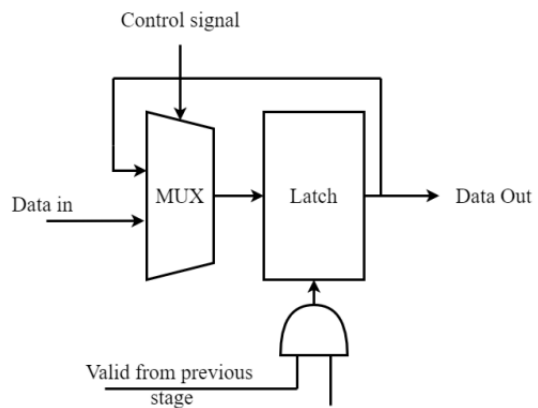 Control signal
MUX
Latch
Data in
Data Out
Valid from previous
stage